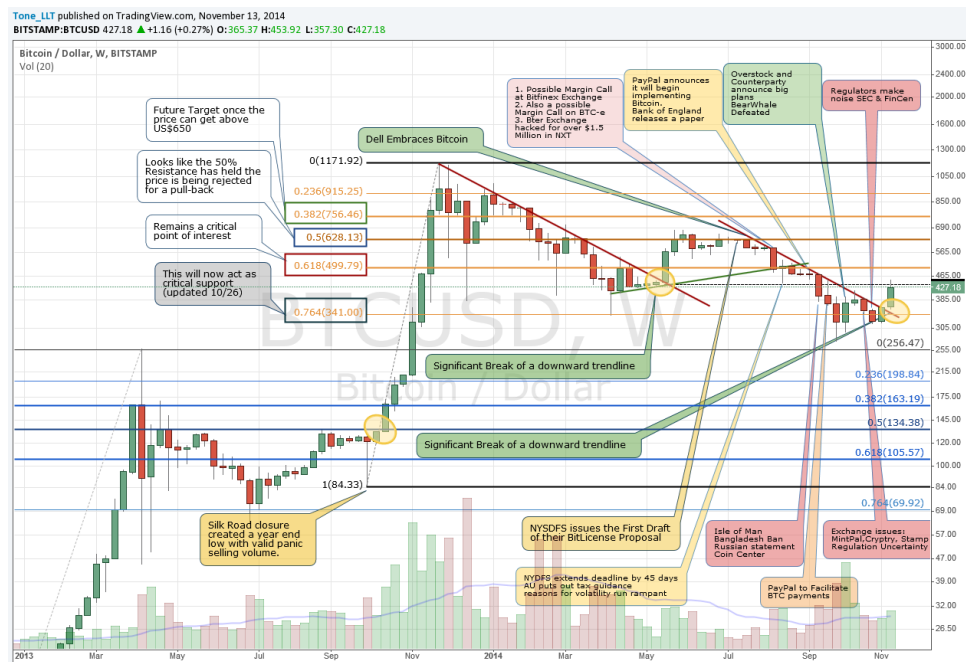 Tone_LLT published on TradingView.com, November 13, 2014
BITSTAMP:BTCUSD 427.18 ▲ +1.16 (+0.27%) O:365.37 H:453.92 L:357.30 C:427.18
Bitcoin / Dollar, W, BITSTAMP
Vol (20)
BTCUSD, W
Bitcoin / Dollar
Future Target once the
price can get above
US$650
Looks like the 50%
Resistance has held the
price is being rejected
for a pull-back
Remains a critical
point of interest
This will now act as
critical support
(updated 10/26)
Dell Embraces Bitcoin
1. Possible Margin Call
at Bitfinex Exchange
2. Also a possible
Margin Call on BTC-e
3. Bter Exchange
hacked for over $1.5
Million in NXT
PayPal announces
it will begin
implementing
Bitcoin.
Bank of England
releases a paper
Overstock and
Counterparty
announce big
plans
BearWhale
Defeated
Regulators make
noise SEC & FinCen
0(1171.92)
0.236(915.25)
0.382(756.46)
0.5(628.13)
0.618(499.79)
0.764(341.00)
1(84.33)
Significant Break of a downward trendline
Significant Break of a downward trendline
0(256.47)
0.236(198.84)
0.382(163.19)
0.5(134.38)
0.618(105.57)
0.764(69.92)
Silk Road closure
created a year end
low with valid panic
selling volume.
NYSDFS issues the First Draft
of their BitLicense Proposal
NYDFS extends deadline by 45 days
AU puts out tax guidance
reasons for volatility run rampant
Isle of Man
Bangladesh Ban
Russian statement
Coin Center
Exchange issues:
MintPal,Cryptry, Stamp
Regulation Uncertainty
PayPal to Facilitate
BTC payments
3000.00
2400.00
2000.00
1600.00
1300.00
1050.00
850.00
690.00
565.00
465.00
427.18
385.00
305.00
255.00
215.00
175.00
145.00
120.00
100.00
84.00
69.00
57.00
47.00
39.00
32.00
26.50
2013
Mar
May
Jul
Sep
Nov
2014
Mar
May
Jul
Sep
Nov